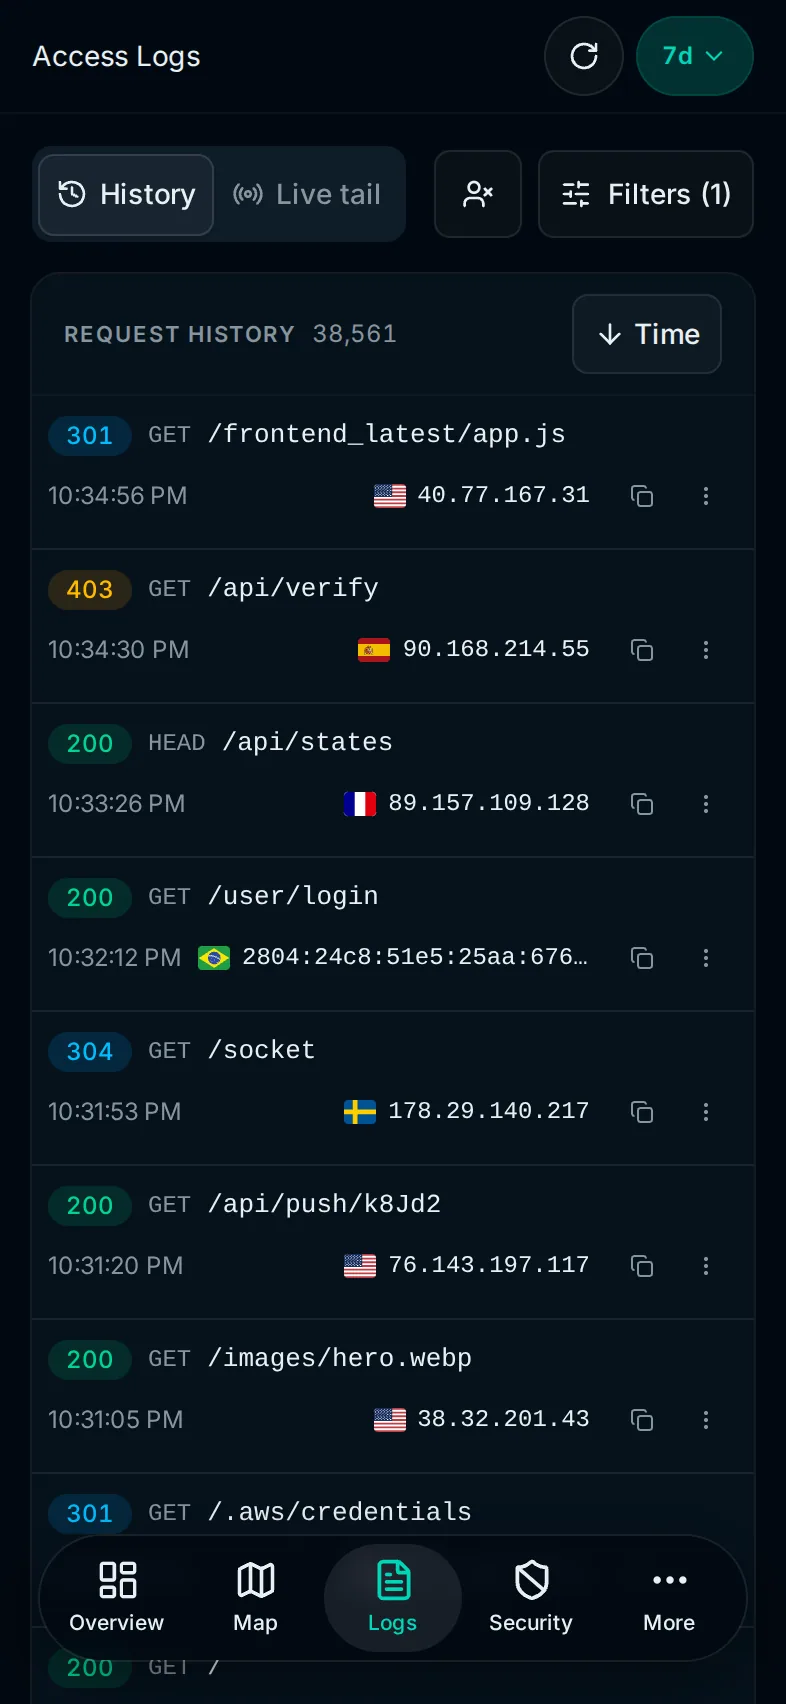 Access Logs
7d
History
Live tail
Filters (1)
REQUEST HISTORY 38,561
Time
301 GET /frontend_latest/app.js
10:34:56 PM 40.77.167.31
403 GET /api/verify
10:34:30 PM 90.168.214.55
200 HEAD /api/states
10:33:26 PM 89.157.109.128
200 GET /user/login
10:32:12 PM 2804:24c8:51e5:25aa:676…
304 GET /socket
10:31:53 PM 178.29.140.217
200 GET /api/push/k8Jd2
10:31:20 PM 76.143.197.117
200 GET /images/hero.webp
10:31:05 PM 38.32.201.43
301 GET /.aws/credentials
Overview
Map
Logs
Security
More
200 GET /